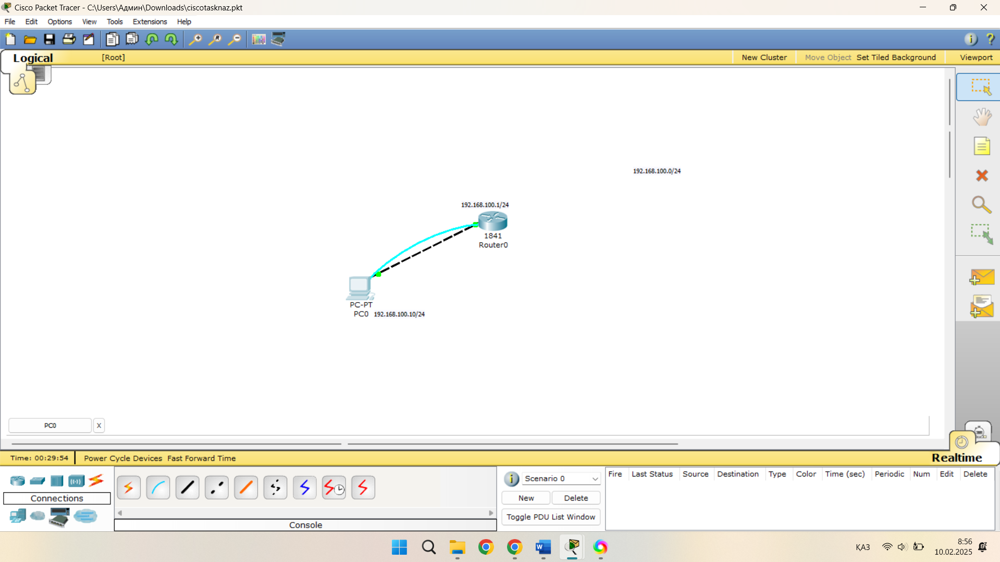 Cisco Packet Tracer - C:\Users\Админ\Downloads\ciscotasknaz.pkt
File Edit Options View Tools Extensions Help
Logical [Root] New Cluster Move Object Set Tiled Background Viewport
192.168.100.0/24
192.168.100.1/24
1841
Router0
PC-PT
PC0 192.168.100.10/24
PC0 X
Time: 00:29:54 Power Cycle Devices Fast Forward Time Realtime
Connections
Console
Scenario 0
New Delete
Toggle PDU List Window
Fire Last Status Source Destination Type Color Time (sec) Periodic Num Edit Delete
ҚАЗ
8:56
10.02.2025